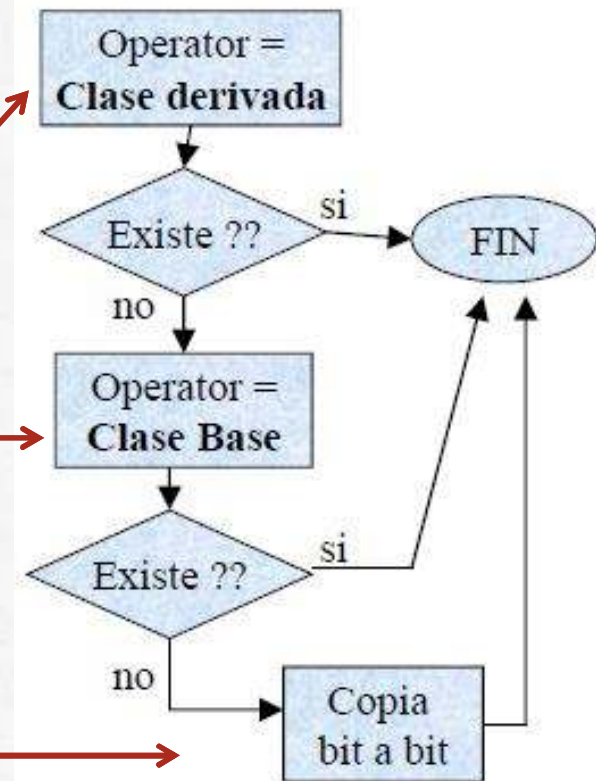 Operator =
Clase derivada
Existe ??
si
FIN
no
Operator =
Clase Base
Existe ??
si
no
Copia
bit a bit